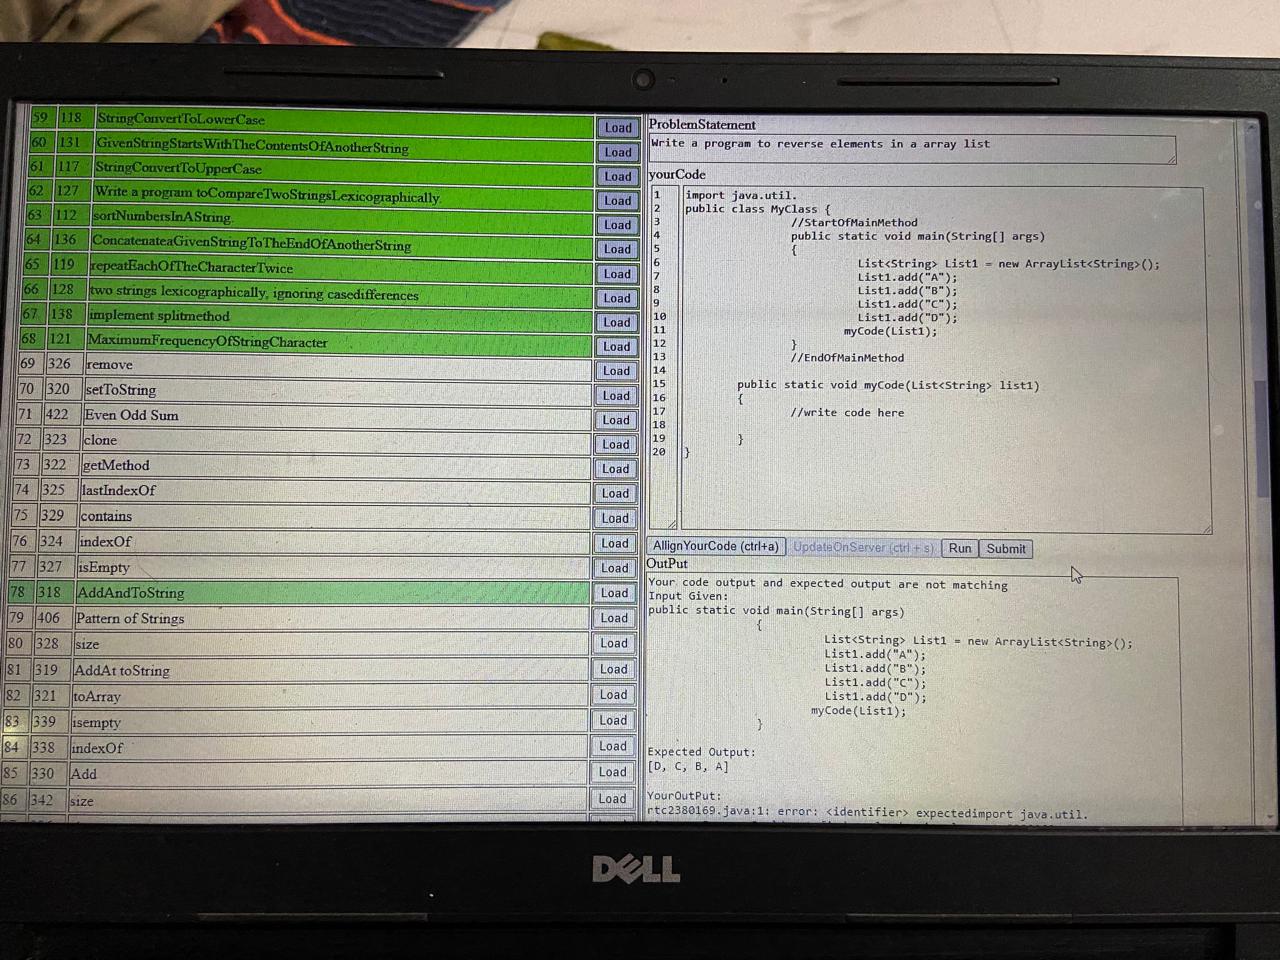 59 118 StringConvertToLowerCase Load
60 131 GivenStringStartsWithTheContentsOfAnotherString Load
61 117 StringConvertToUpperCase Load
62 127 Write a program toCompareTwoStringsLexicographically. Load
63 112 sortNumbersInAString. Load
64 136 ConcatenateaGivenStringToTheEndOfAnotherString Load
65 119 repeatEachOfTheCharacterTwice Load
66 128 two strings lexicographically, ignoring casedifferences Load
67 138 implement splitmethod Load
68 121 MaximumFrequencyOfStringCharacter Load
69 326 remove Load
70 320 setToString Load
71 422 Even Odd Sum Load
72 323 clone Load
73 322 getMethod Load
74 325 lastIndexOf Load
75 329 contains Load
76 324 indexOf Load
77 327 isEmpty Load
78 318 AddAndToString Load
79 406 Pattern of Strings Load
80 328 size Load
81 319 AddAt toString Load
82 321 toArray Load
83 339 isempty Load
84 338 indexOf Load
85 330 Add Load
86 342 size Load
ProblemStatement
Write a program to reverse elements in a array list
yourCode
1 import java.util.
2 public class MyClass {
3 //StartOfMainMethod
4 public static void main(String[] args)
5 {
6 List<String> List1 = new ArrayList<String>();
7 List1.add("A");
8 List1.add("B");
9 List1.add("C");
10 List1.add("D");
11 myCode(List1);
12 }
13 //EndOfMainMethod
14
15 public static void myCode(List<String> list1)
16 {
17 //write code here
18
19 }
20 }
AllignYourCode (ctrl+a) UpdateOnServer (ctrl + s) Run Submit
OutPut
Your code output and expected output are not matching
Input Given:
public static void main(String[] args)
{
List<String> List1 = new ArrayList<String>();
List1.add("A");
List1.add("B");
List1.add("C");
List1.add("D");
myCode(List1);
}
Expected Output:
[D, C, B, A]
YourOutPut:
rtc2380169.java:1: error: <identifier> expectedimport java.util.
DELL